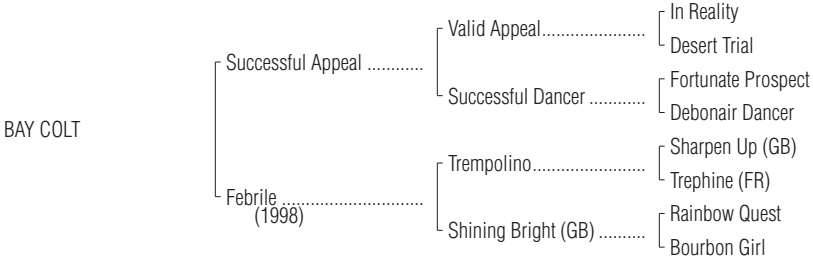 In Reality
Valid Appeal......................
Desert Trial
Successful Appeal ............
Fortunate Prospect
Successful Dancer ............
Debonair Dancer
BAY COLT
Sharpen Up (GB)
Trempolino........................
Trephine (FR)
Febrile ..............................
(1998)
Rainbow Quest
Shining Bright (GB) ..........
Bourbon Girl